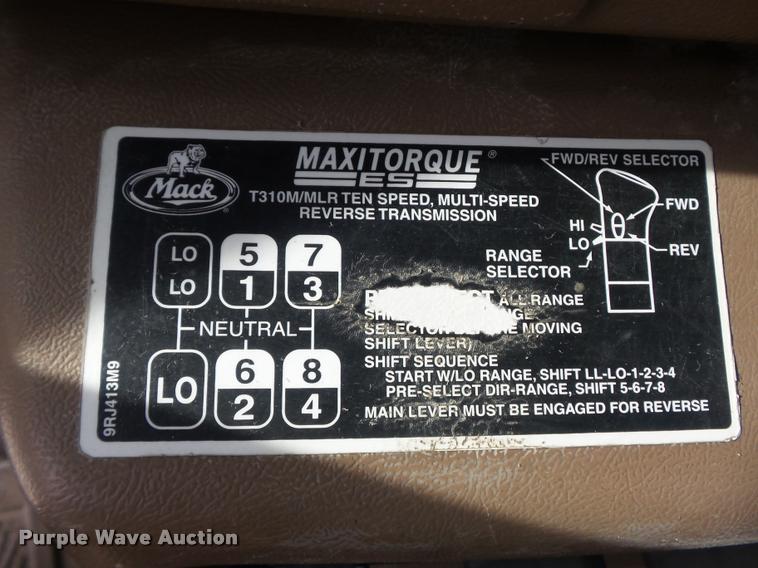 Mack®
MAXITORQUE®
ES
T310M/MLR TEN SPEED, MULTI-SPEED
REVERSE TRANSMISSION
FWD/REV SELECTOR
FWD
HI
LO
REV
RANGE
SELECTOR
LO 5 7
LO 1 3
NEUTRAL
LO 6 8
2 4
ALL RANGE
MOVING
SHIFT LEVER)
SHIFT SEQUENCE
START W/LO RANGE, SHIFT LL-LO-1-2-3-4
PRE-SELECT DIR-RANGE, SHIFT 5-6-7-8
MAIN LEVER MUST BE ENGAGED FOR REVERSE
9RJ413M9
Purple Wave Auction